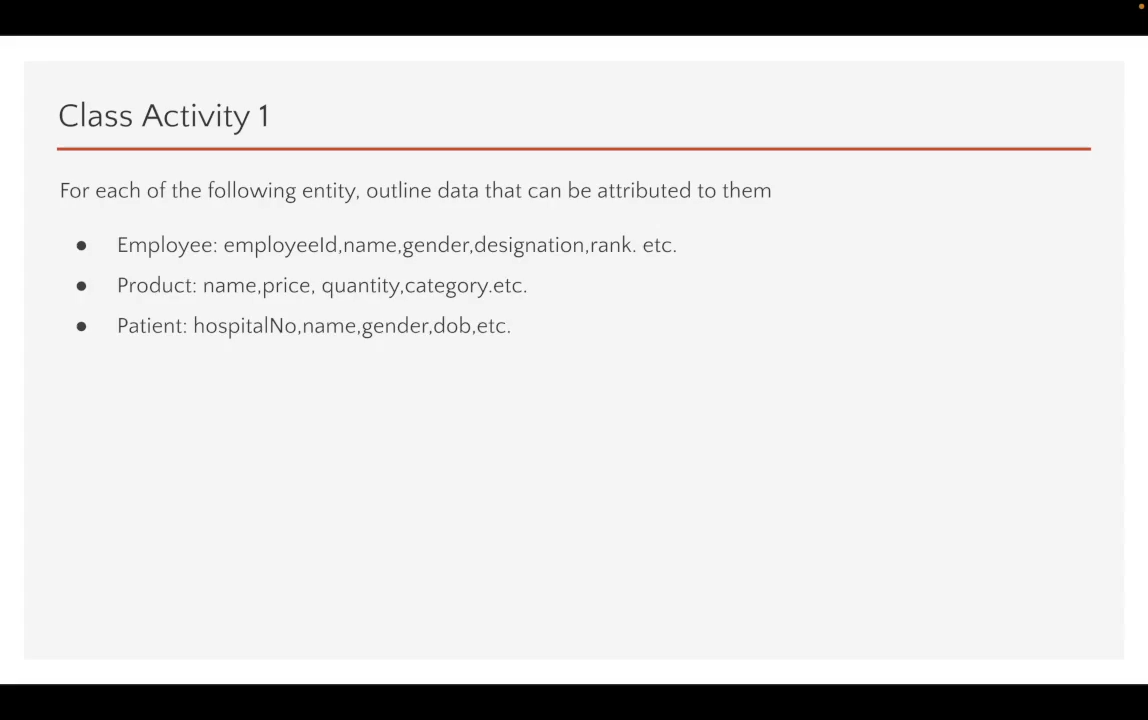 Class Activity 1
For each of the following entity, outline data that can be attributed to them
● Employee: employeeId,name,gender,designation,rank. etc.
● Product: name,price, quantity,category.etc.
● Patient: hospitalNo,name,gender,dob,etc.